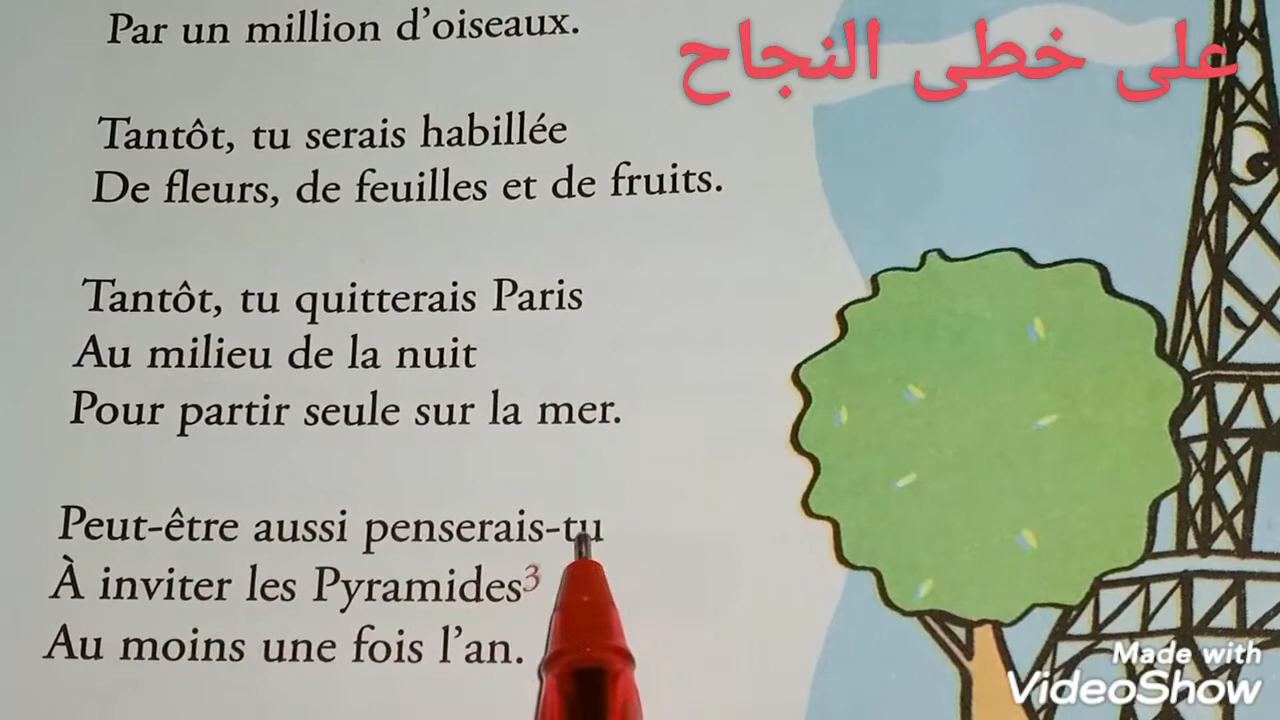 Par un million d'oiseaux.
على خطى النجاح
Tantôt, tu serais habillée
De fleurs, de feuilles et de fruits.
Tantôt, tu quitterais Paris
Au milieu de la nuit
Pour partir seule sur la mer.
Peut-être aussi penserais-tu
À inviter les Pyramides³
Au moins une fois l'an.
Made with
VideoShow